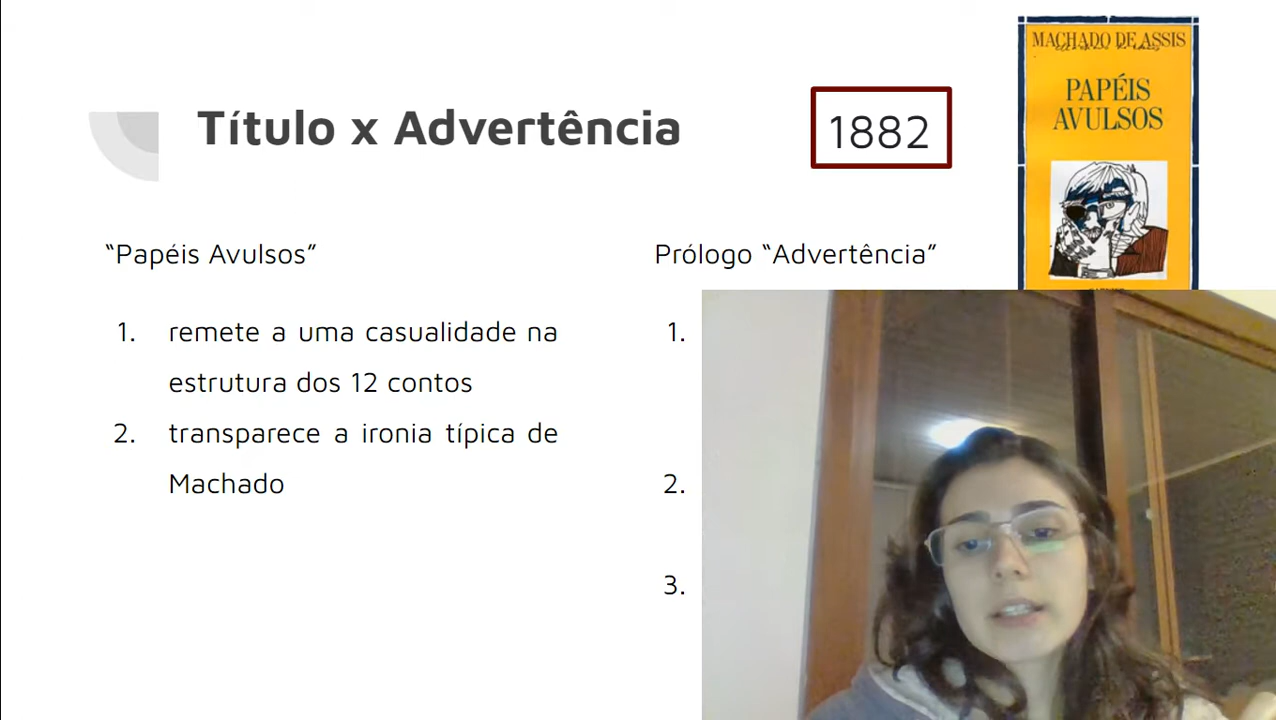 MACHADO DE ASSIS
PAPÉIS
AVULSOS
Título x Advertência
1882
“Papéis Avulsos”
1. remete a uma casualidade na
estrutura dos 12 contos
2. transparece a ironia típica de
Machado
Prólogo “Advertência”
1.
2.
3.